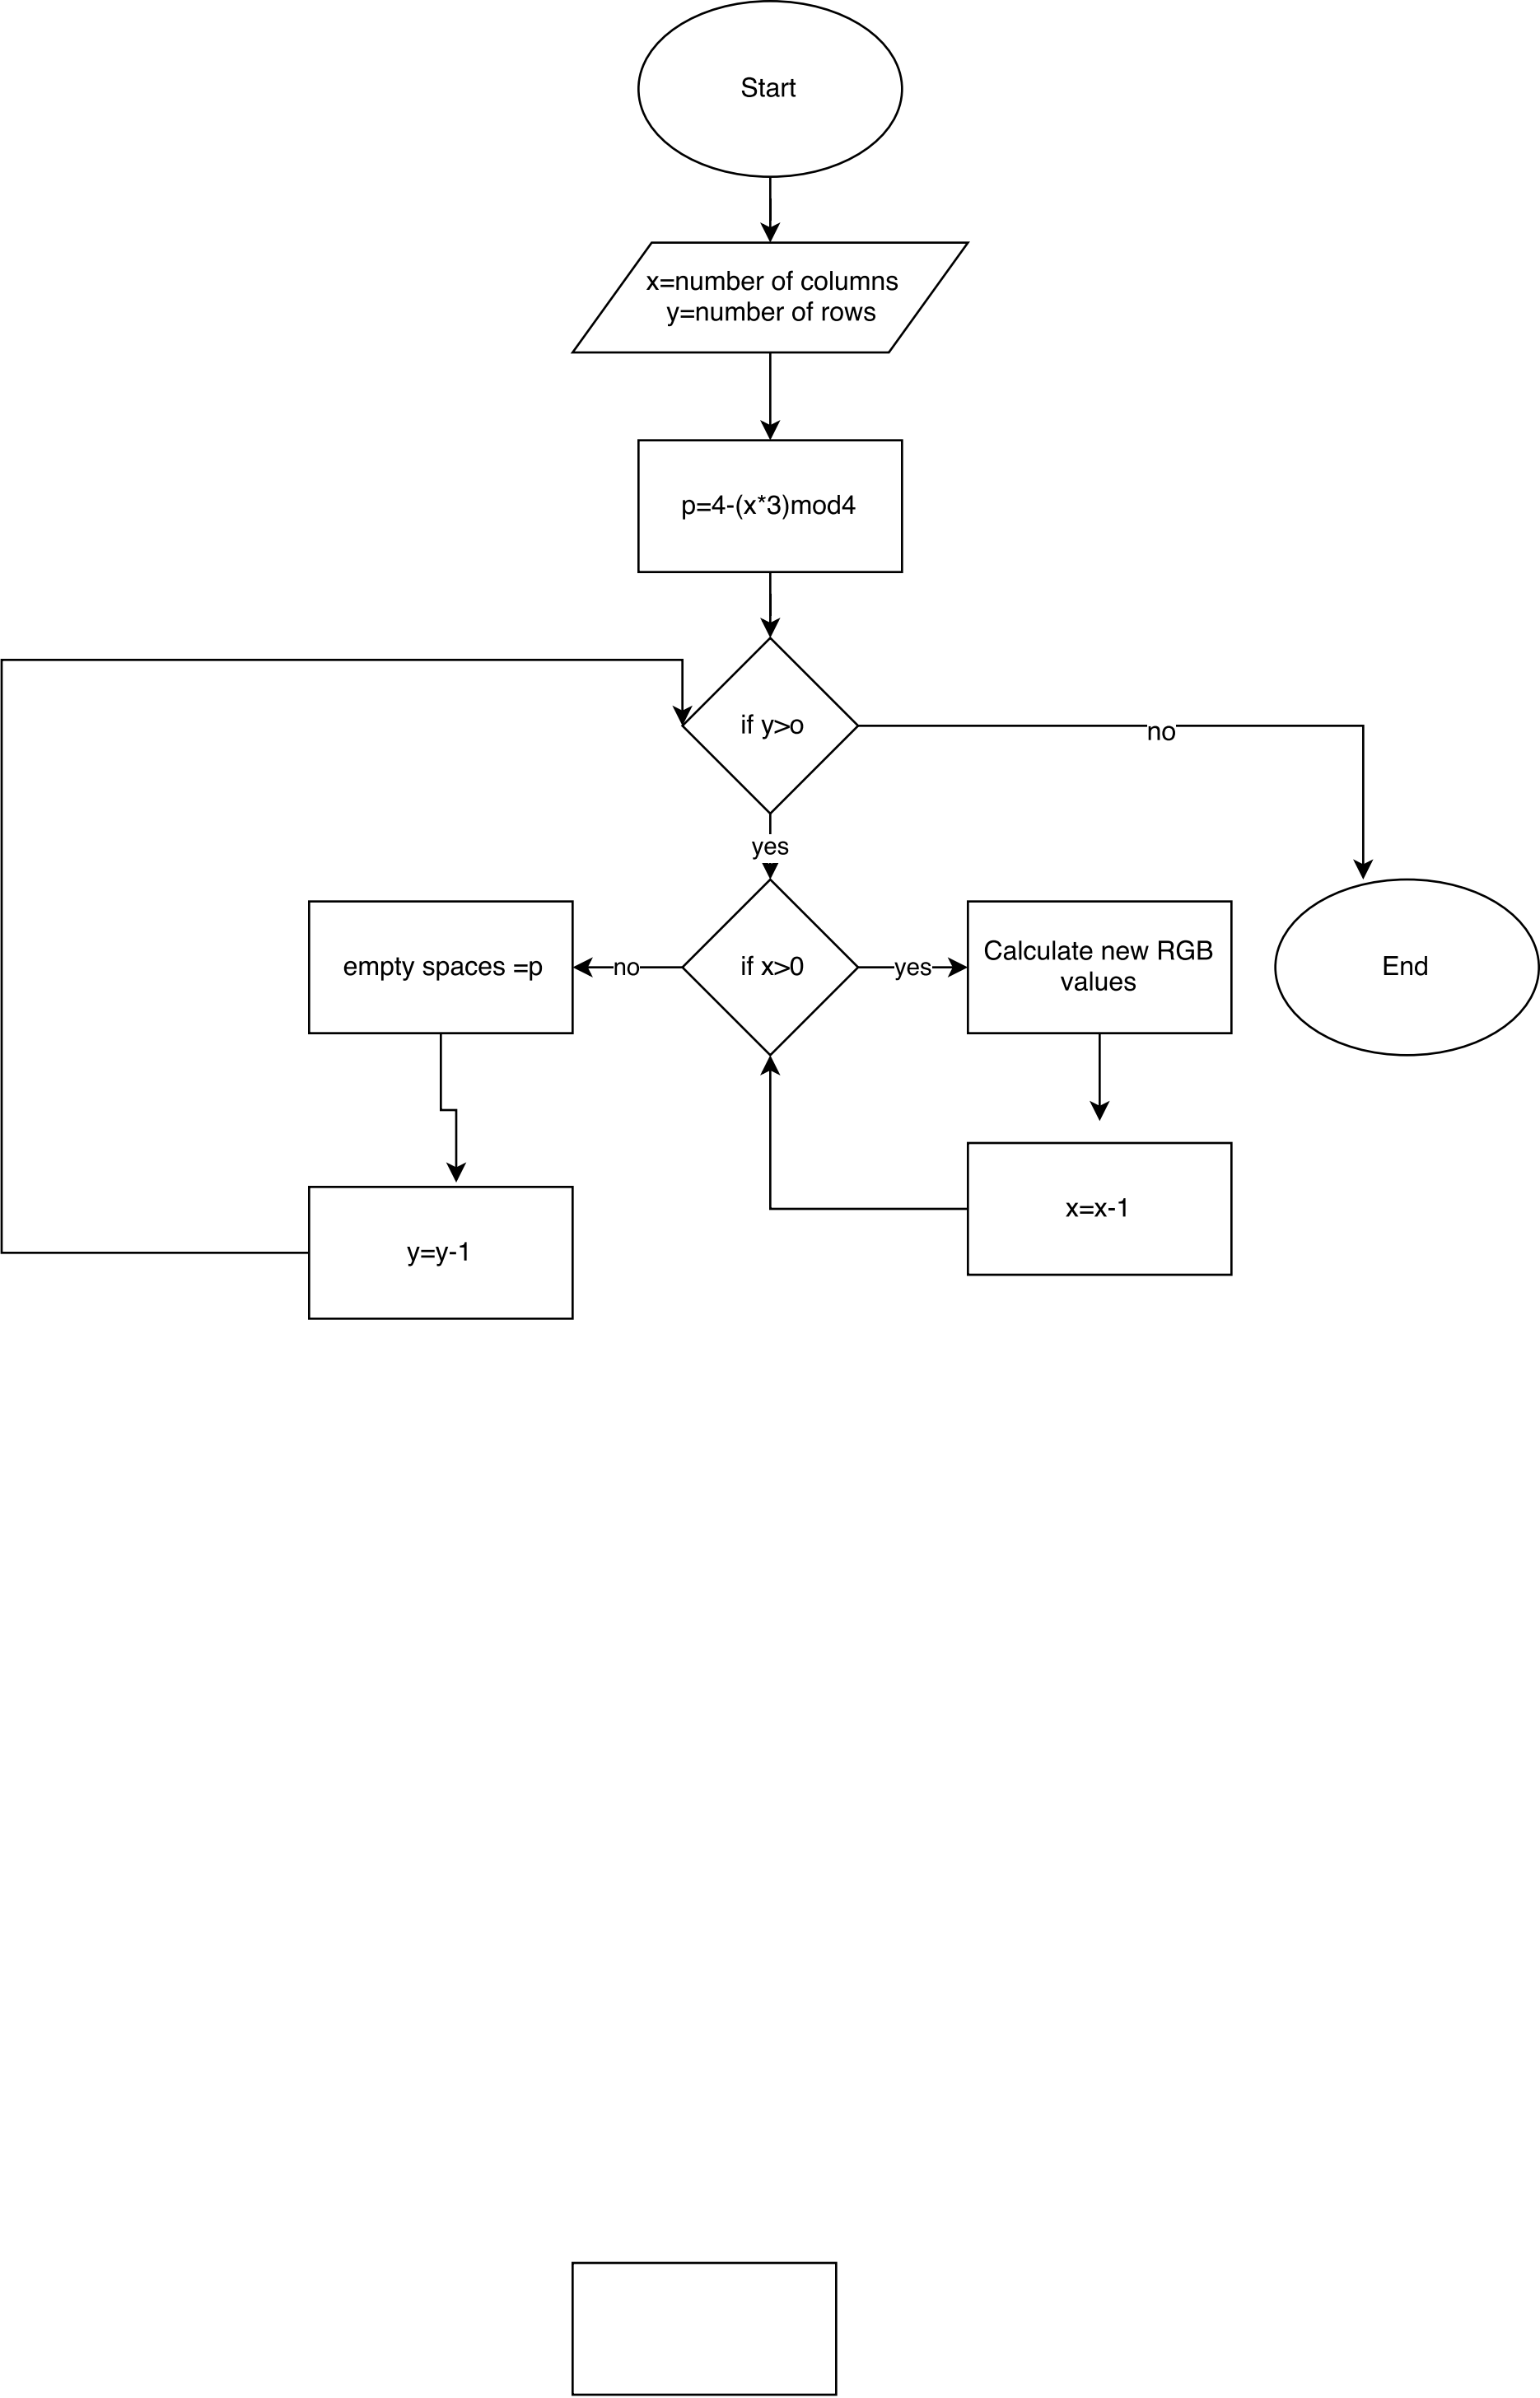 Start
x=number of columns
y=number of rows
p=4-(x*3)mod4
if y>o
no
yes
empty spaces =p
no
if x>0
yes
Calculate new RGB
values
End
x=x-1
y=y-1